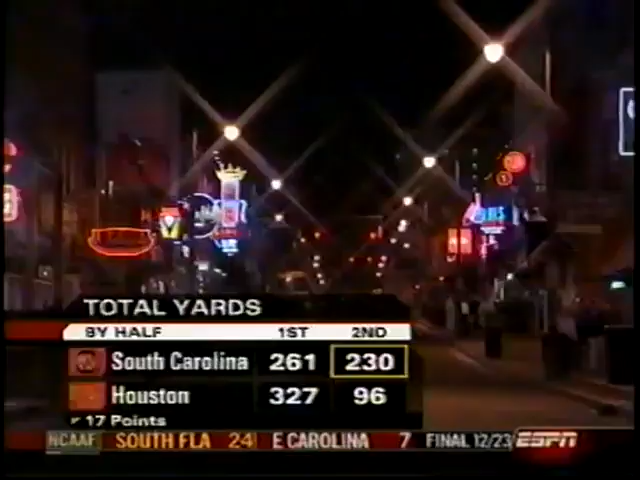 TOTAL YARDS
BY HALF 1ST 2ND
South Carolina 261 230
Houston 327 96
17 Points
NCAAF SOUTH FLA 24 E CAROLINA 7 FINAL 12/23 ESPN